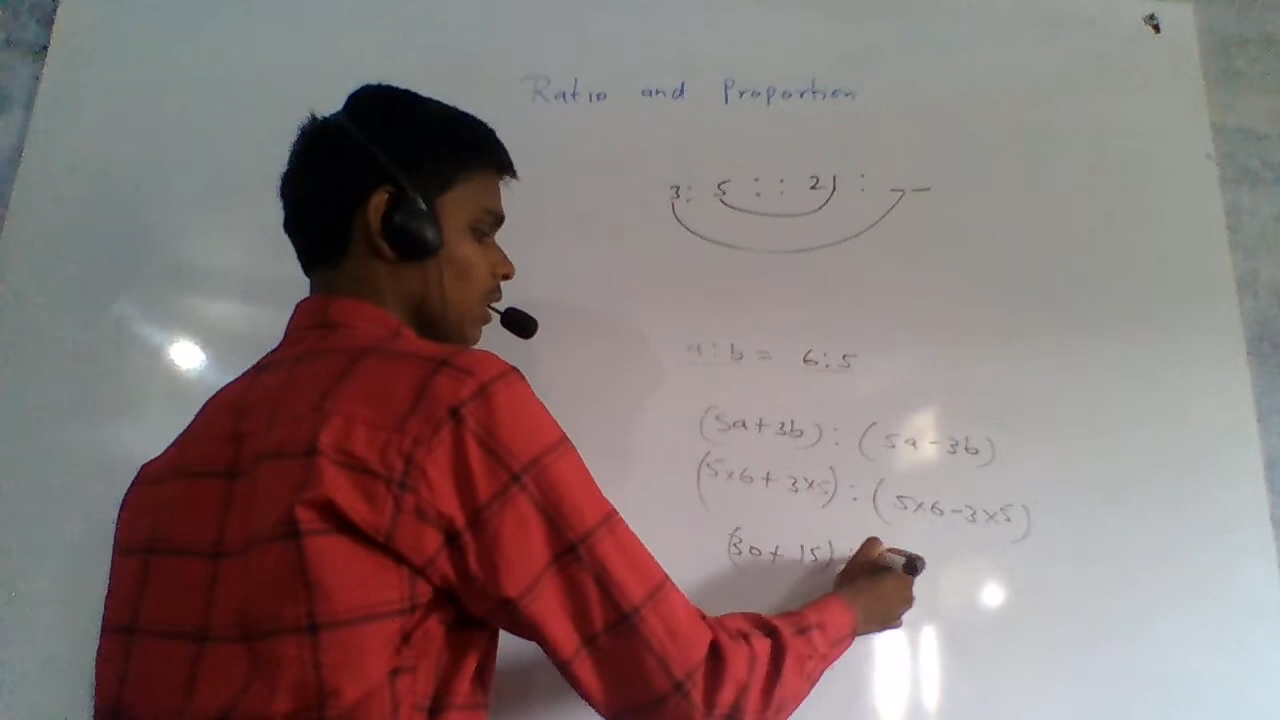 Ratio and Proportion
3 : 5 : : 21 : —
a : b = 6 : 5
(5a + 3b) : (5a - 3b)
(5×6 + 3×5) : (5×6 - 3×5)
(30 + 15) :